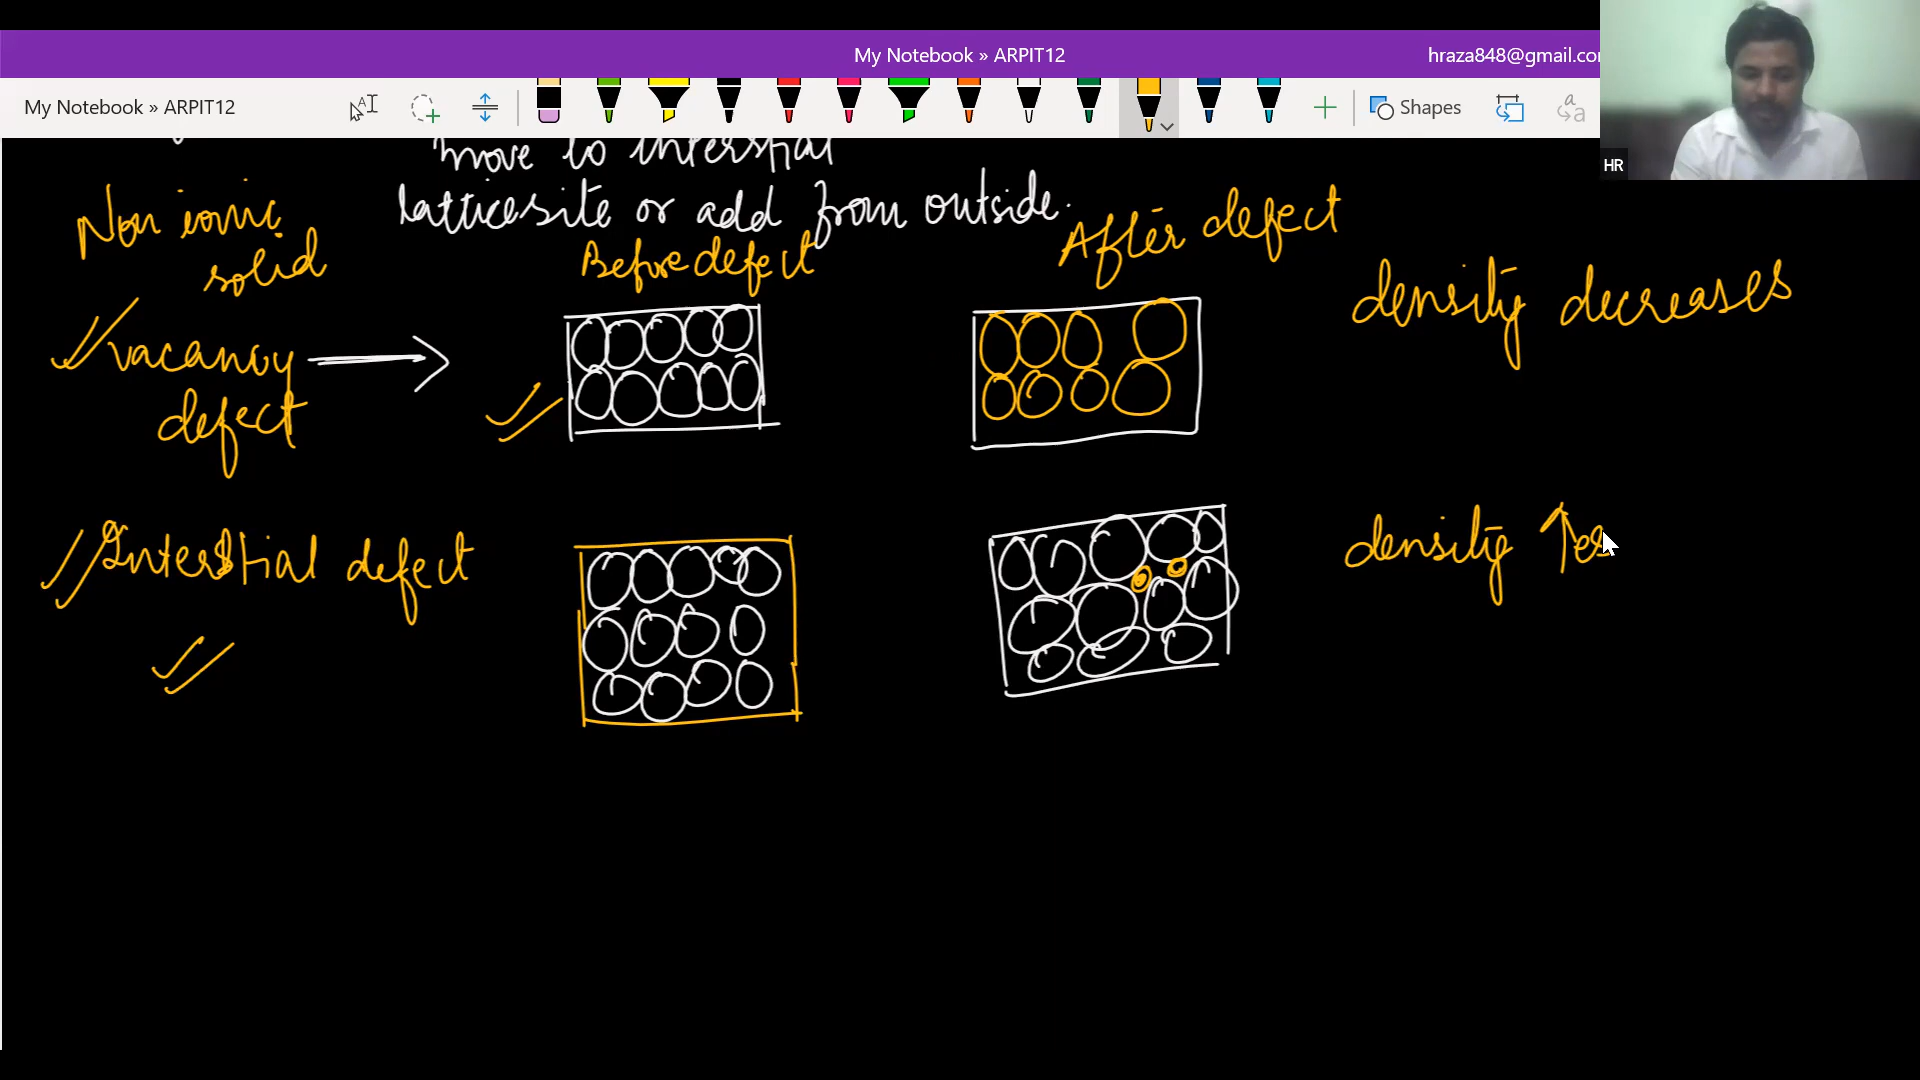 My Notebook » ARPIT12
hraza848@gmail.co
My Notebook » ARPIT12
Shapes
HR
move to interstial
lattice site or add from outside.
Non ionic
solid
Before defect
After defect
density decreases
vacancy
defect
Interstitial defect
density ↑es